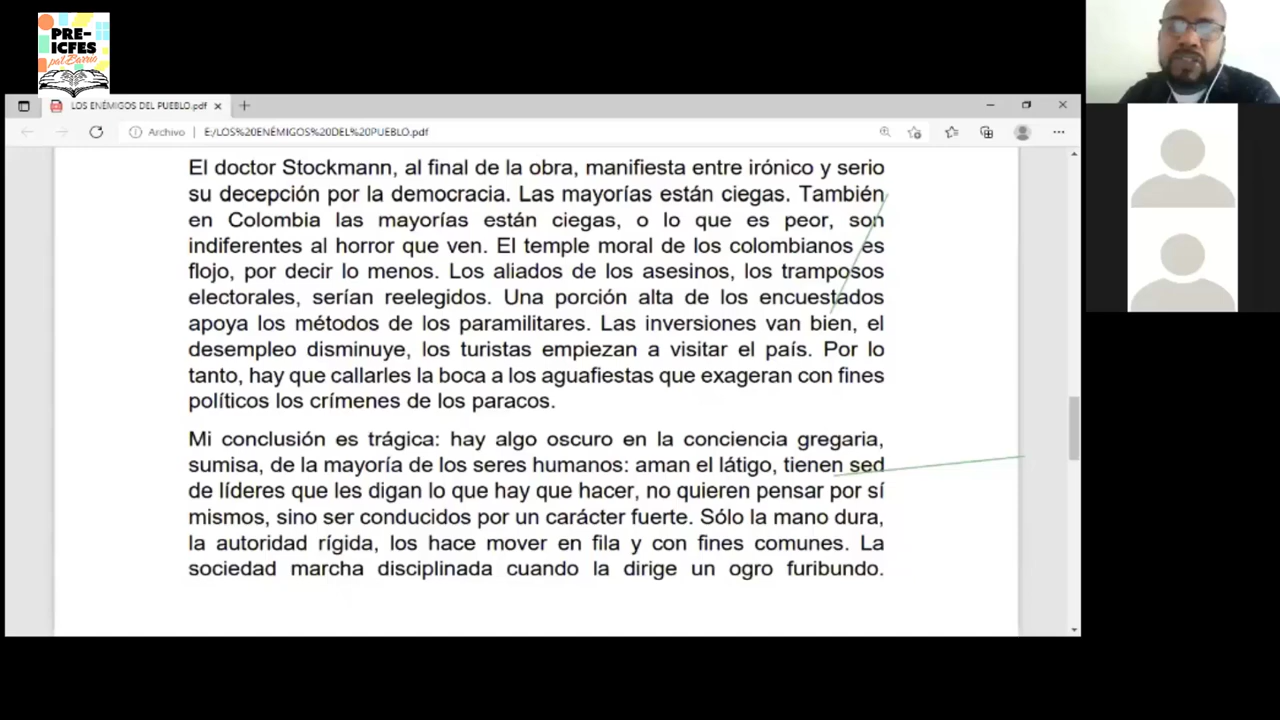 PRE-
ICFES
pa'l Barrio
LOS ENÉMIGOS DEL PUEBLO.pdf
Archivo
E:/LOS%20ENÉMIGOS%20DEL%20PUEBLO.pdf
El doctor Stockmann, al final de la obra, manifiesta entre irónico y serio
su decepción por la democracia. Las mayorías están ciegas. También
en Colombia las mayorías están ciegas, o lo que es peor, son
indiferentes al horror que ven. El temple moral de los colombianos es
flojo, por decir lo menos. Los aliados de los asesinos, los tramposos
electorales, serían reelegidos. Una porción alta de los encuestados
apoya los métodos de los paramilitares. Las inversiones van bien, el
desempleo disminuye, los turistas empiezan a visitar el país. Por lo
tanto, hay que callarles la boca a los aguafiestas que exageran con fines
políticos los crímenes de los paracos.
Mi conclusión es trágica: hay algo oscuro en la conciencia gregaria,
sumisa, de la mayoría de los seres humanos: aman el látigo, tienen sed
de líderes que les digan lo que hay que hacer, no quieren pensar por sí
mismos, sino ser conducidos por un carácter fuerte. Sólo la mano dura,
la autoridad rígida, los hace mover en fila y con fines comunes. La
sociedad marcha disciplinada cuando la dirige un ogro furibundo.